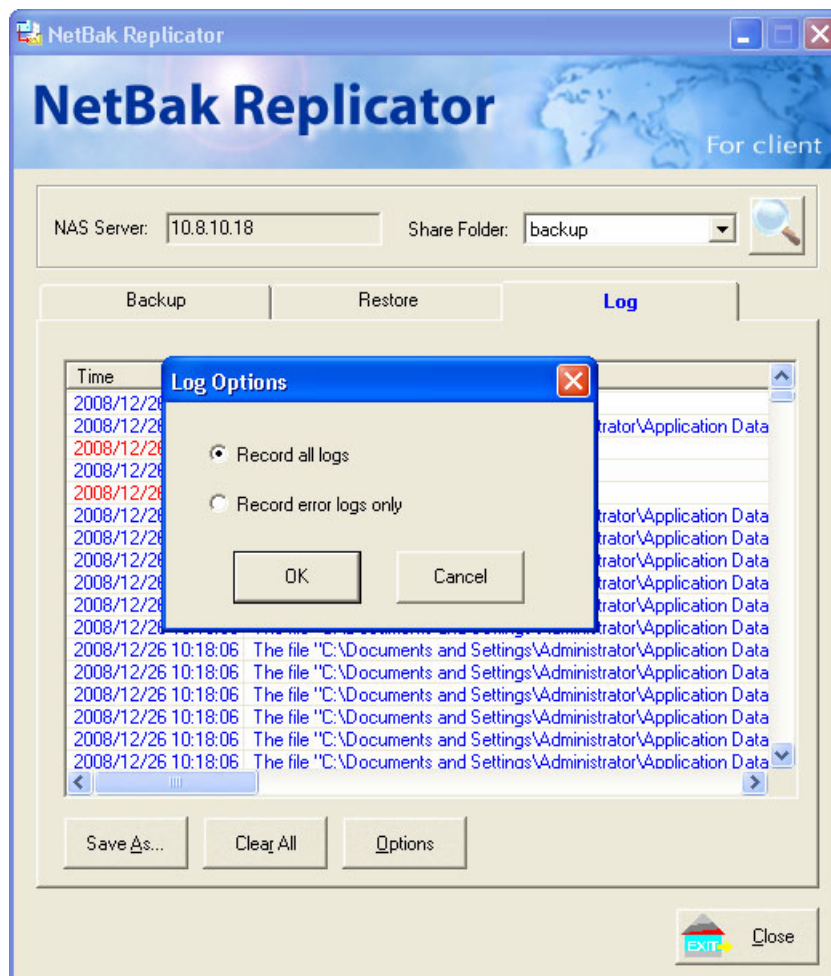 NetBak Replicator
NetBak Replicator
For client
NAS Server: 10.8.10.18 Share Folder: backup
Backup Restore Log
Time
Log Options
Record all logs
Record error logs only
OK Cancel
2008/12/26
2008/12/26 trator\Application Data
2008/12/26
2008/12/26
2008/12/26
2008/12/26 trator\Application Data
2008/12/26 trator\Application Data
2008/12/26 trator\Application Data
2008/12/26 trator\Application Data
2008/12/26 trator\Application Data
2008/12/26
2008/12/26 10:18:06 The file "C:\Documents and Settings\Administrator\Application Data
2008/12/26 10:18:06 The file "C:\Documents and Settings\Administrator\Application Data
2008/12/26 10:18:06 The file "C:\Documents and Settings\Administrator\Application Data
2008/12/26 10:18:06 The file "C:\Documents and Settings\Administrator\Application Data
2008/12/26 10:18:06 The file "C:\Documents and Settings\Administrator\Application Data
2008/12/26 10:18:06 The file "C:\Documents and Settings\Administrator\Application Data
Save As... Clear All Options
EXIT Close